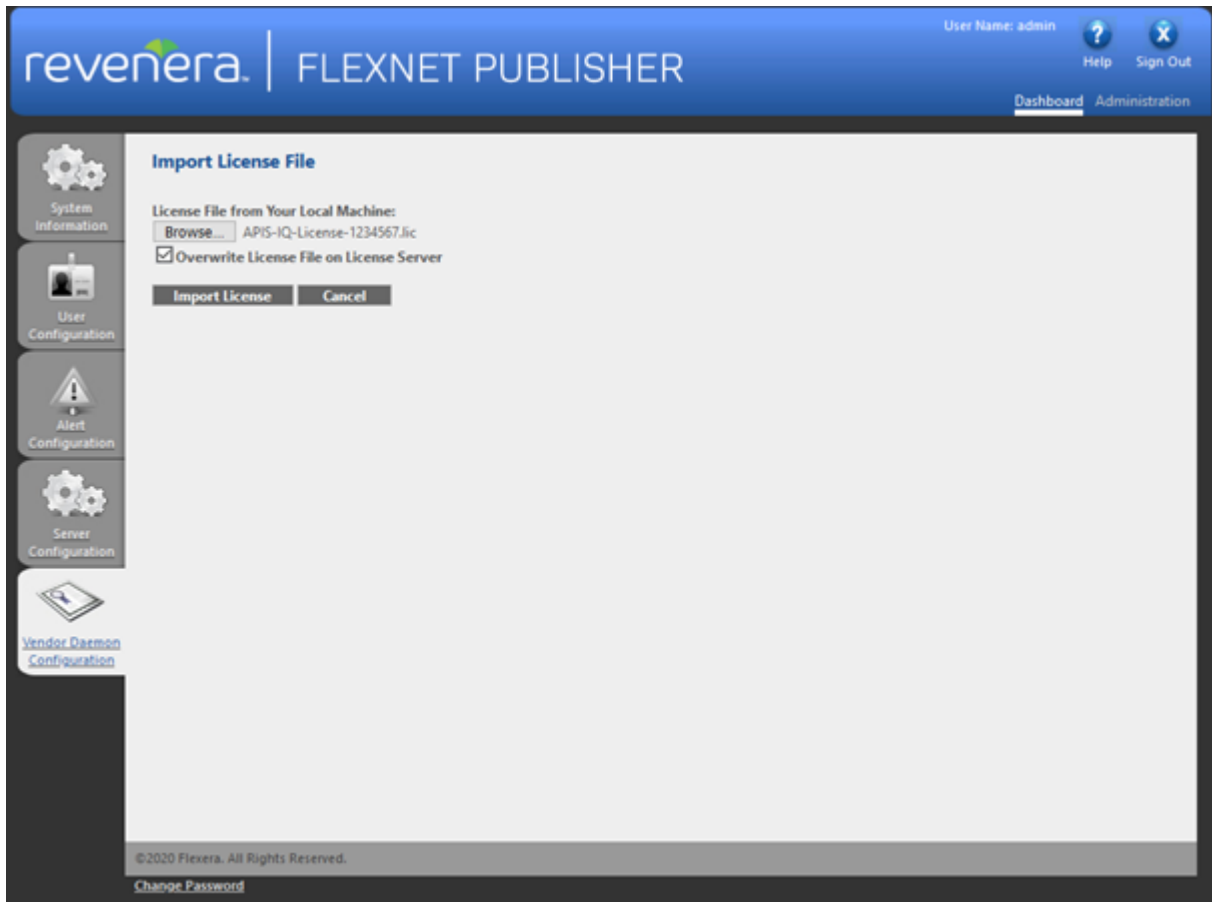 User Name: admin
? X
Help Sign Out
revenera. FLEXNET PUBLISHER
Dashboard Administration
System
Information
User
Configuration
Alert
Configuration
Server
Configuration
Vendor Daemon
Configuration
Import License File
License File from Your Local Machine:
Browse... APIS-IQ-License-1234567.lic
Overwrite License File on License Server
Import License Cancel
©2020 Flexera. All Rights Reserved.
Change Password